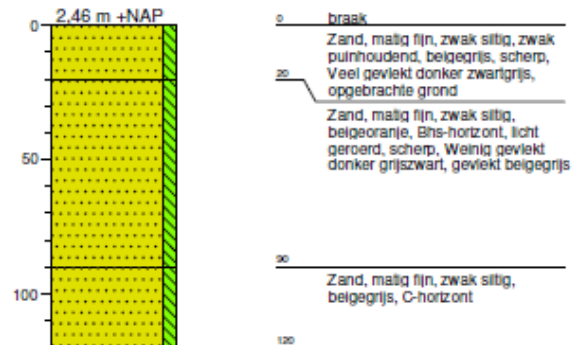 2,46 m +NAP
0
50
100
0
braak
Zand, matig fijn, zwak siltig, zwak
puinhoudend, beigegrijs, scherp,
Veel gevlekt donker zwartgrijs,
opgebrachte grond
20
Zand, matig fijn, zwak siltig,
beigeoranje, Bhs-horizont, licht
geroerd, scherp, Weinig gevlekt
donker grijszwart, gevlekt beigegrijs
90
Zand, matig fijn, zwak siltig,
beigegrijs, C-horizont
120